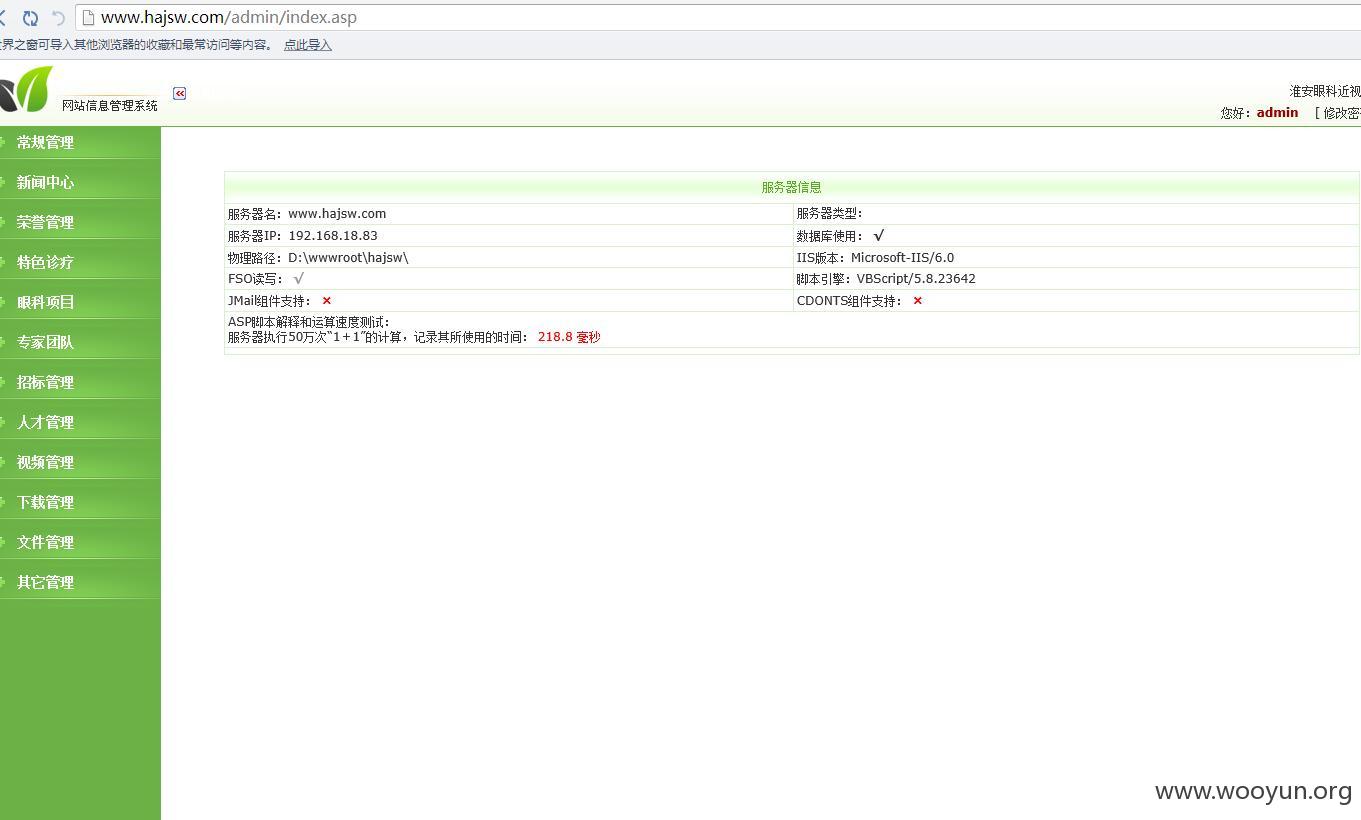 www.hajsw.com/admin/index.asp
世界之窗可导入其他浏览器的收藏和最常访问等内容。 点此导入
网站信息管理系统
淮安眼科近视
您好：admin [ 修改密
常规管理
新闻中心
荣誉管理
特色诊疗
眼科项目
专家团队
招标管理
人才管理
视频管理
下载管理
文件管理
其它管理
服务器信息
服务器名：www.hajsw.com 服务器类型：
服务器IP：192.168.18.83 数据库使用： √
物理路径：D:\wwwroot\hajsw\ IIS版本：Microsoft-IIS/6.0
FSO读写： √ 脚本引擎：VBScript/5.8.23642
JMail组件支持： × CDONTS组件支持： ×
ASP脚本解释和运算速度测试：
服务器执行50万次“1＋1”的计算，记录其所使用的时间： 218.8 毫秒
www.wooyun.org